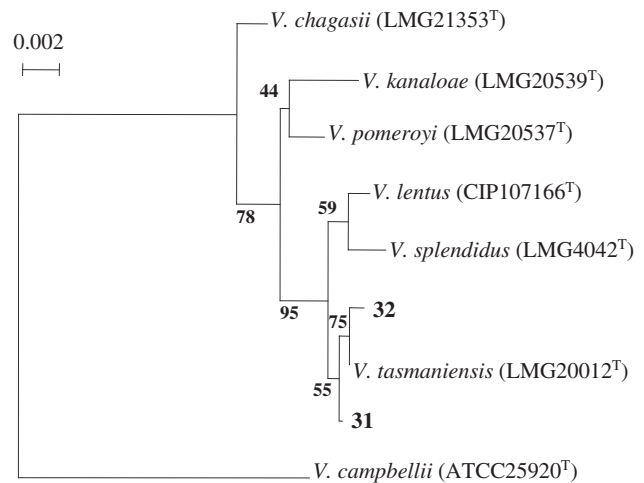 V. chagasii (LMG21353T)
0.002
44
V. kanaloae (LMG20539T)
V. pomeroyi (LMG20537T)
59
V. lentus (CIP107166T)
78
V. splendidus (LMG4042T)
95
75
32
V. tasmaniensis (LMG20012T)
55
31
V. campbellii (ATCC25920T)